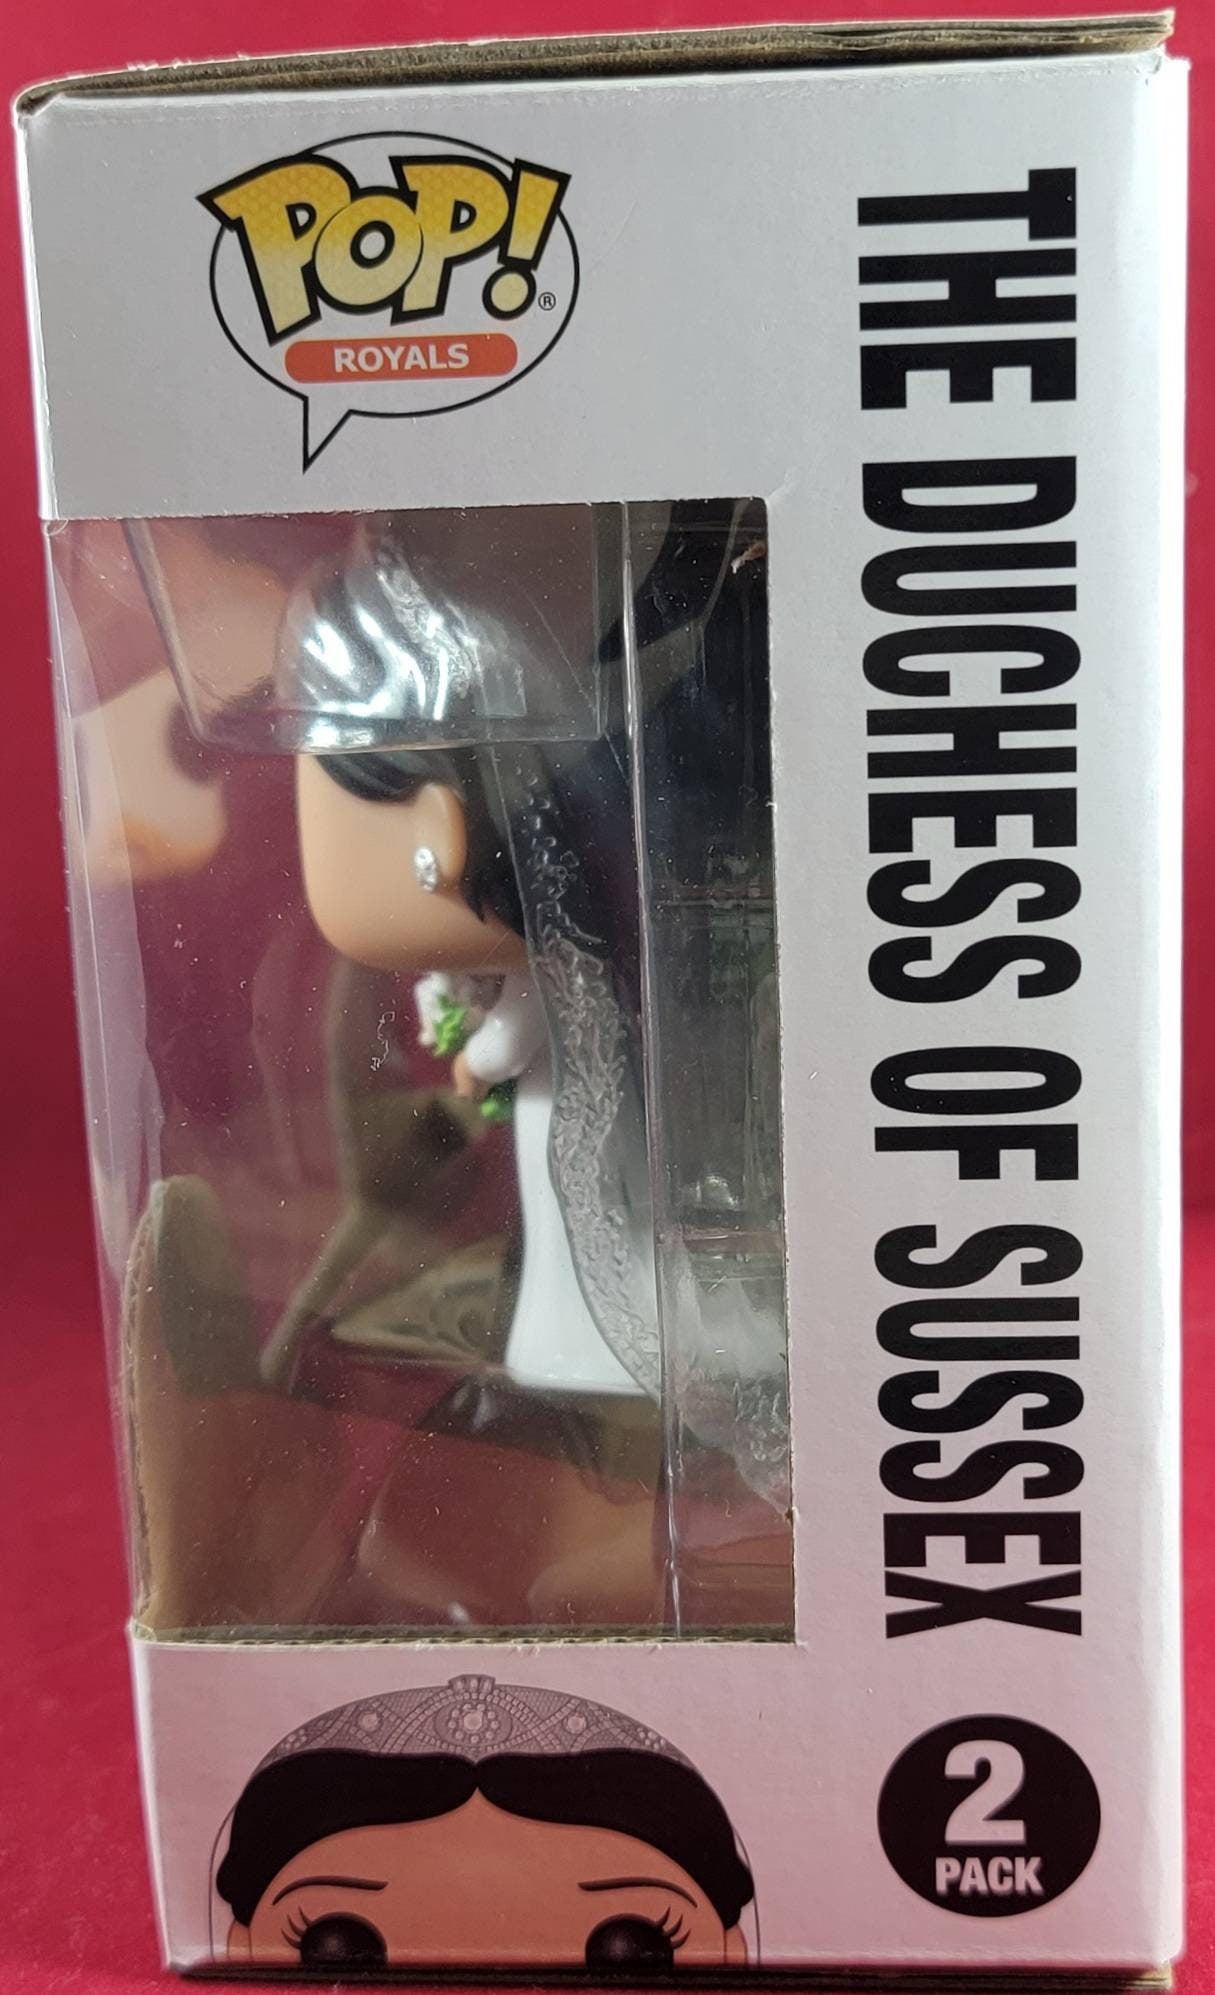 POP!®
ROYALS
THE DUCHESS OF SUSSEX
2
PACK